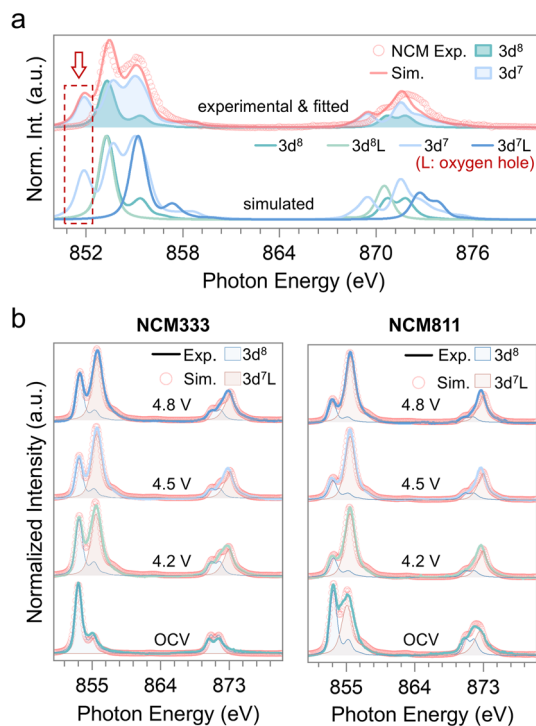 a
Norm. Int. (a.u.)
NCM Exp. 3d⁸
Sim. 3d⁷
experimental & fitted
3d⁸ 3d⁸L 3d⁷ 3d⁷L
(L: oxygen hole)
simulated
852 858 864 870 876
Photon Energy (eV)
b
NCM333 NCM811
Normalized Intensity (a.u.)
Exp. 3d⁸
Sim. 3d⁷L
4.8 V
4.5 V
4.2 V
OCV
855 864 873
Photon Energy (eV)
Exp. 3d⁸
Sim. 3d⁷L
4.8 V
4.5 V
4.2 V
OCV
855 864 873
Photon Energy (eV)